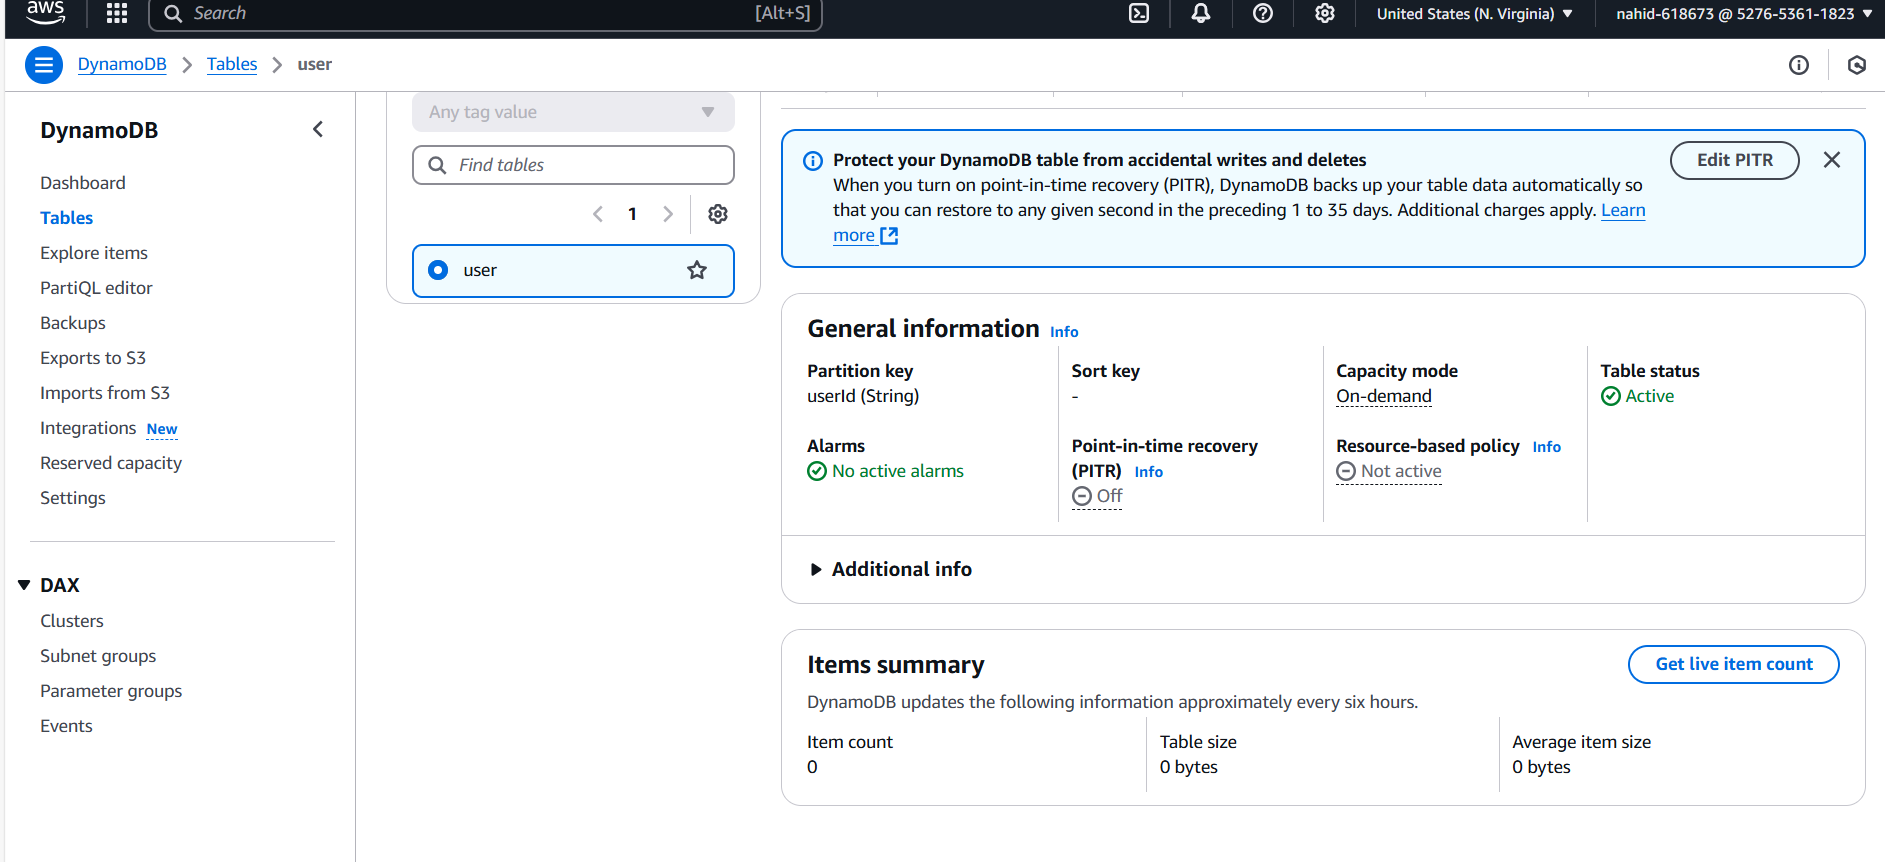 aws
Search
[Alt+S]
United States (N. Virginia)
nahid-618673 @ 5276-5361-1823
DynamoDB
Tables
user
DynamoDB
Dashboard
Tables
Explore items
PartiQL editor
Backups
Exports to S3
Imports from S3
Integrations New
Reserved capacity
Settings
DAX
Clusters
Subnet groups
Parameter groups
Events
Any tag value
Find tables
1
user
Protect your DynamoDB table from accidental writes and deletes
When you turn on point-in-time recovery (PITR), DynamoDB backs up your table data automatically so
that you can restore to any given second in the preceding 1 to 35 days. Additional charges apply. Learn
more
Edit PITR
General information Info
Partition key
userId (String)
Sort key
-
Capacity mode
On-demand
Table status
Active
Alarms
No active alarms
Point-in-time recovery
(PITR) Info
Off
Resource-based policy Info
Not active
Additional info
Items summary
Get live item count
DynamoDB updates the following information approximately every six hours.
Item count
0
Table size
0 bytes
Average item size
0 bytes